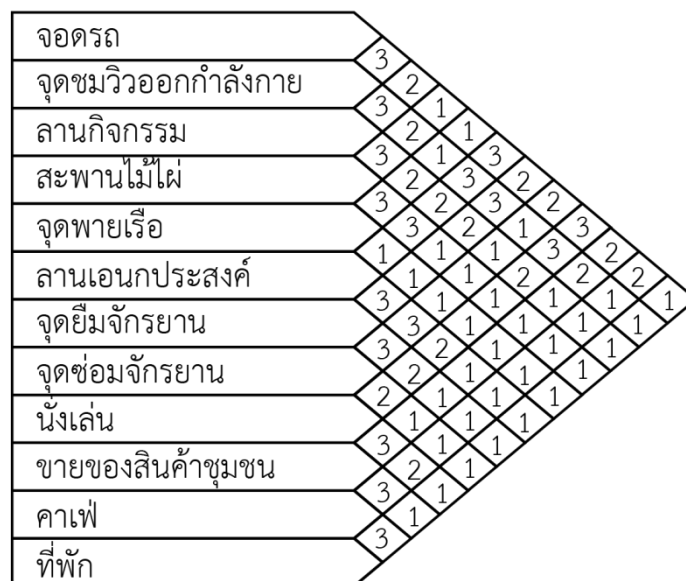 จอดรถ
3
จุดชมวิวออกกำลังกาย 2
3 1
ลานกิจกรรม 2 1
3 1 3
สะพานไม้ไผ่ 2 3 2
3 2 3 2
จุดพายเรือ 3 2 1 3
1 1 1 3 2
ลานเอนกประสงค์ 1 1 2 2 2
3 1 1 1 1 1
จุดยืมจักรยาน 3 1 1 1 1
3 2 1 1 1
จุดซ่อมจักรยาน 2 1 1 1
2 1 1 1
นั่งเล่น 1 1 1
3 1 1
ขายของสินค้าชุมชน 2 1
3 1
คาเฟ่ 1
3
ที่พัก